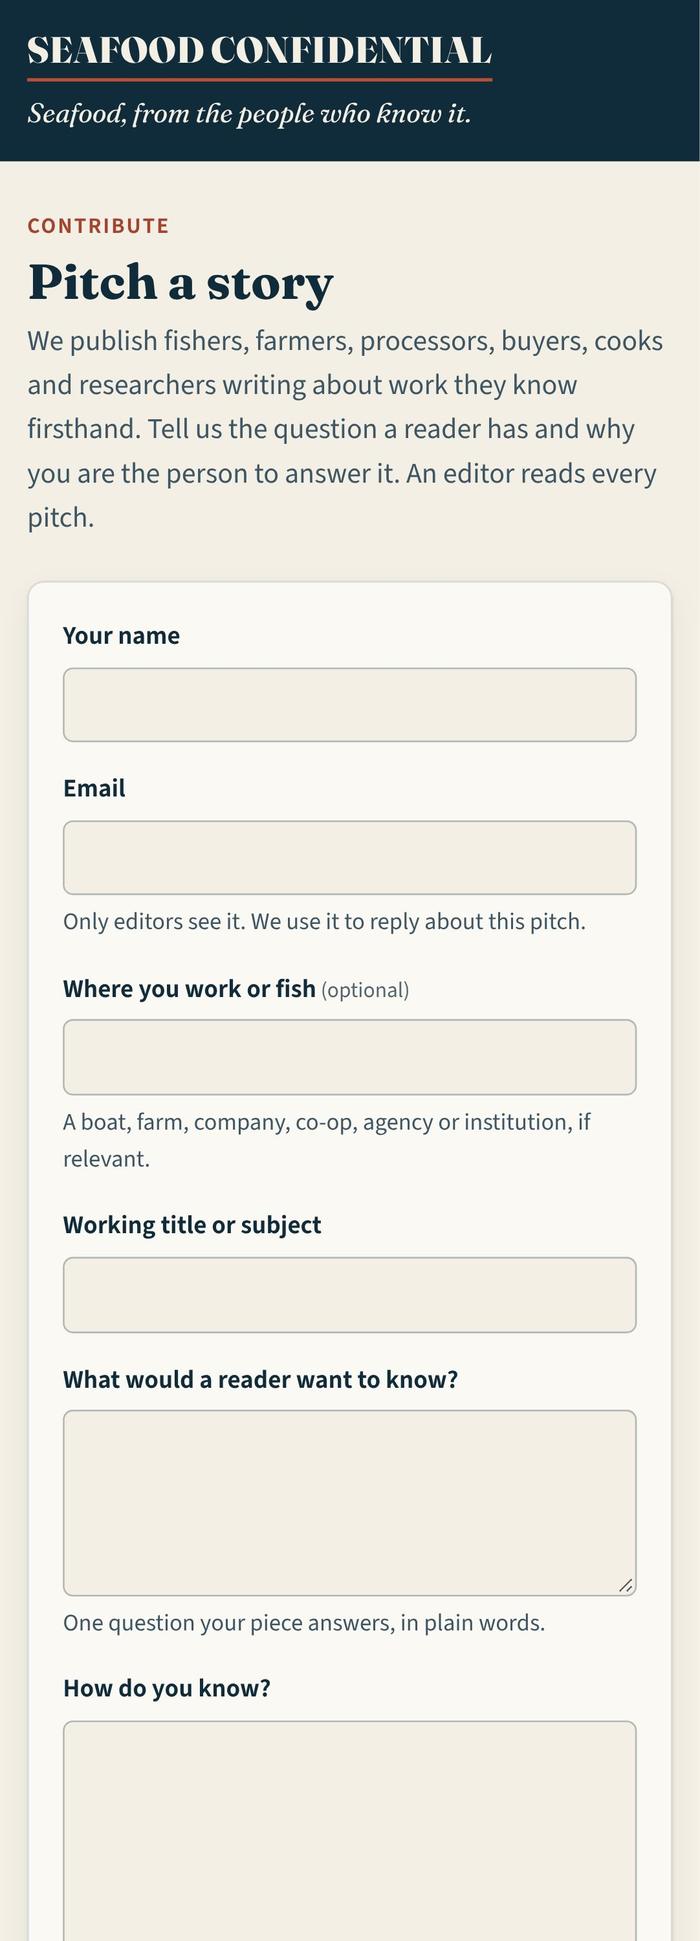 SEAFOOD CONFIDENTIAL
Seafood, from the people who know it.
CONTRIBUTE
Pitch a story
We publish fishers, farmers, processors, buyers, cooks
and researchers writing about work they know
firsthand. Tell us the question a reader has and why
you are the person to answer it. An editor reads every
pitch.
Your name
Email
Only editors see it. We use it to reply about this pitch.
Where you work or fish (optional)
A boat, farm, company, co-op, agency or institution, if
relevant.
Working title or subject
What would a reader want to know?
One question your piece answers, in plain words.
How do you know?